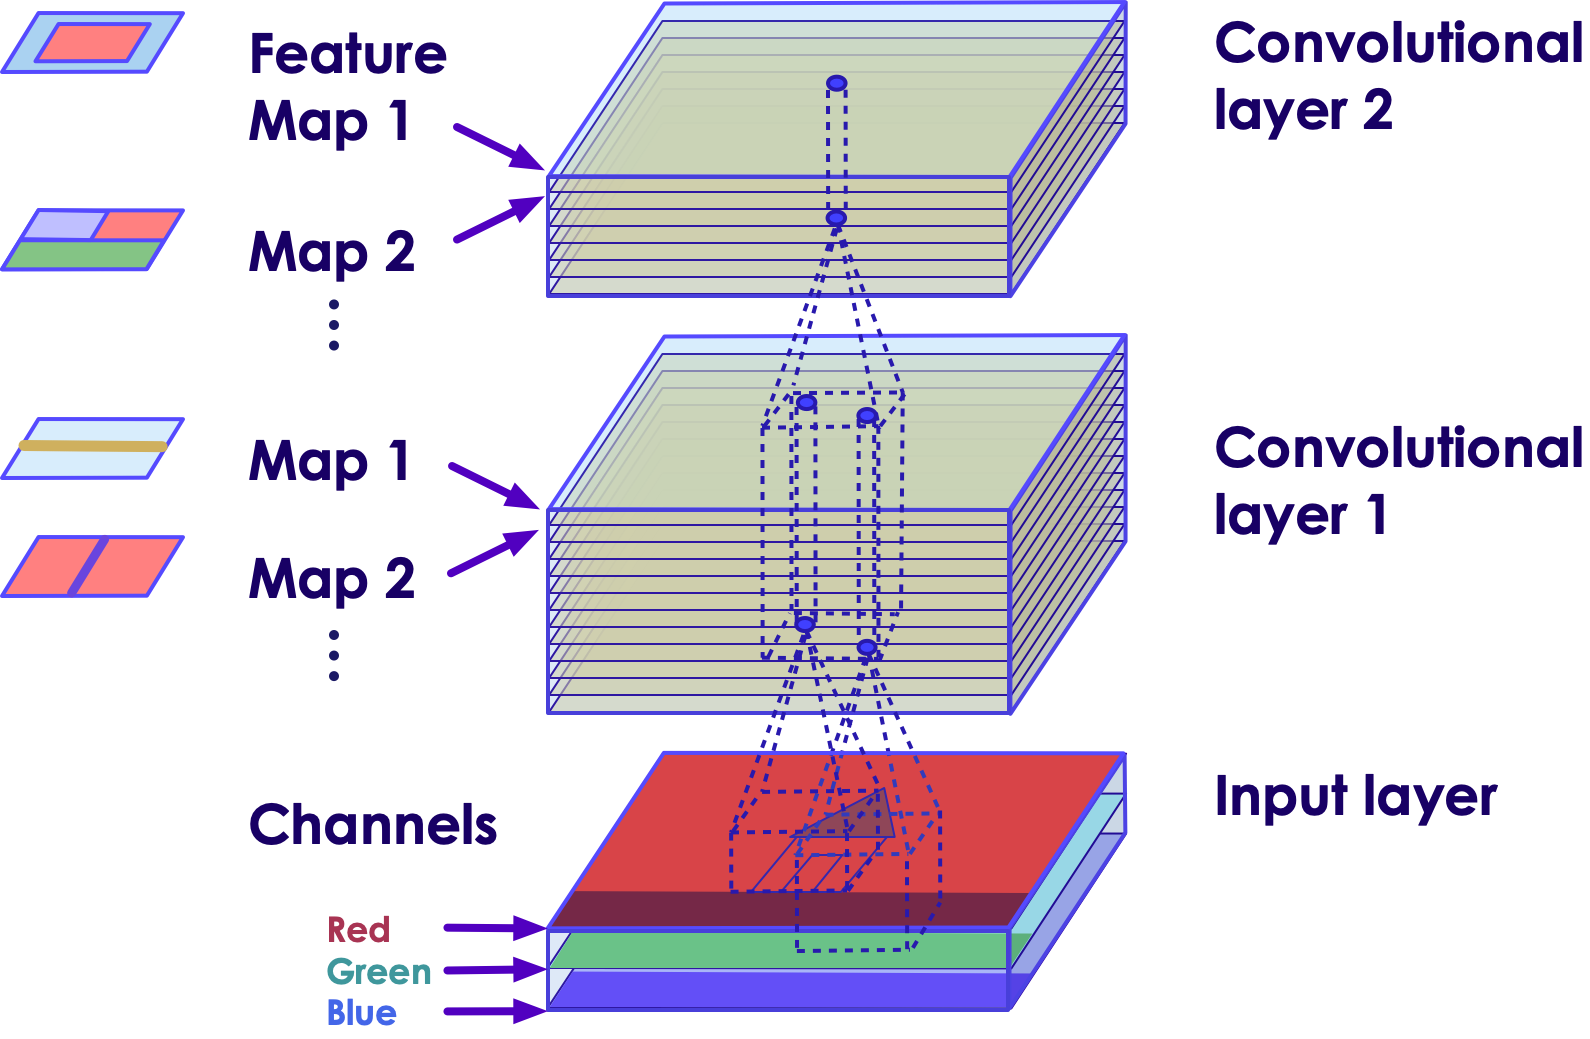 Feature
Map 1
Map 2
Convolutional
layer 2
Map 1
Map 2
Convolutional
layer 1
Channels
Input layer
Red
Green
Blue